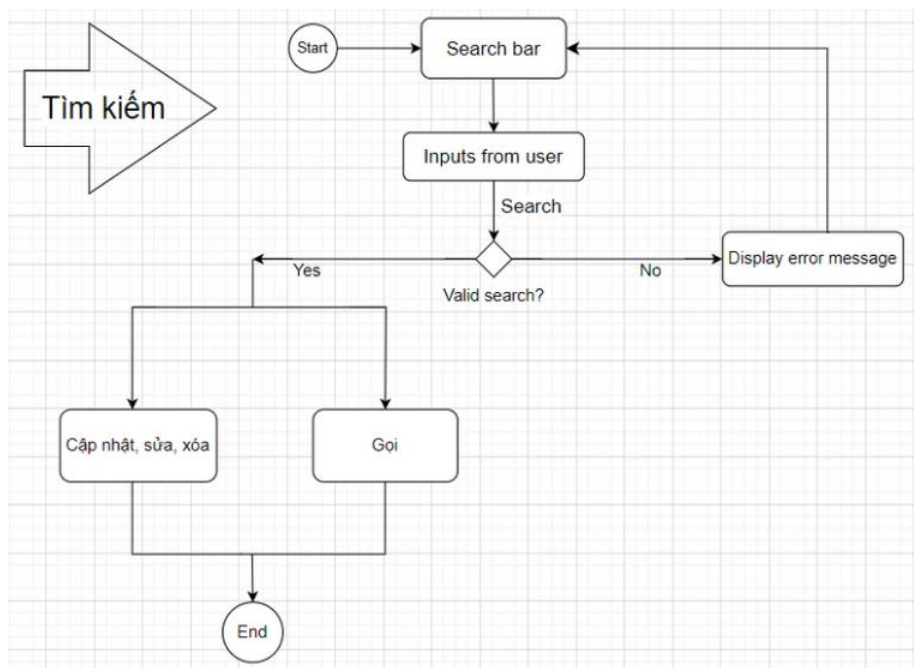 Start
Search bar
Tìm kiếm
Inputs from user
Search
Yes
No
Display error message
Valid search?
Cập nhật, sửa, xóa
Gọi
End